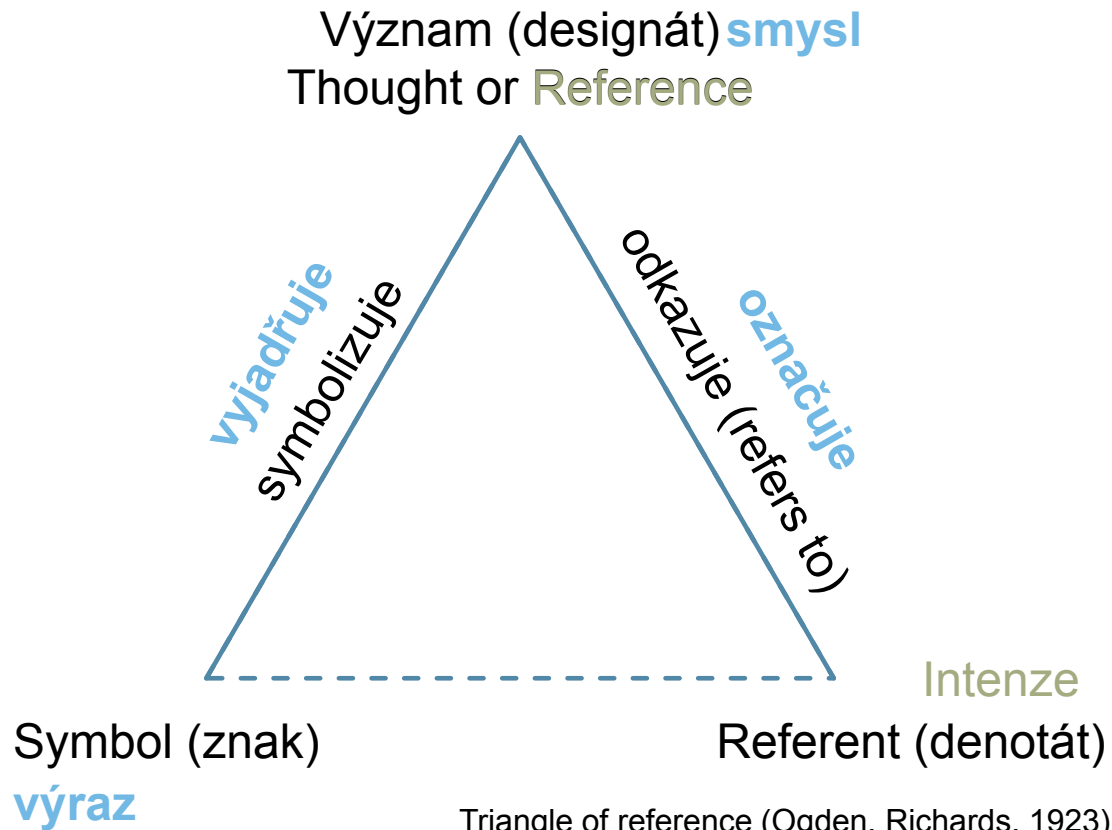 Význam (designát) smysl
Thought or Reference
vyjadřuje
symbolizuje
odkazuje (refers to)
označuje
Intenze
Symbol (znak)
Referent (denotát)
výraz
Triangle of reference (Ogden, Richards, 1923)